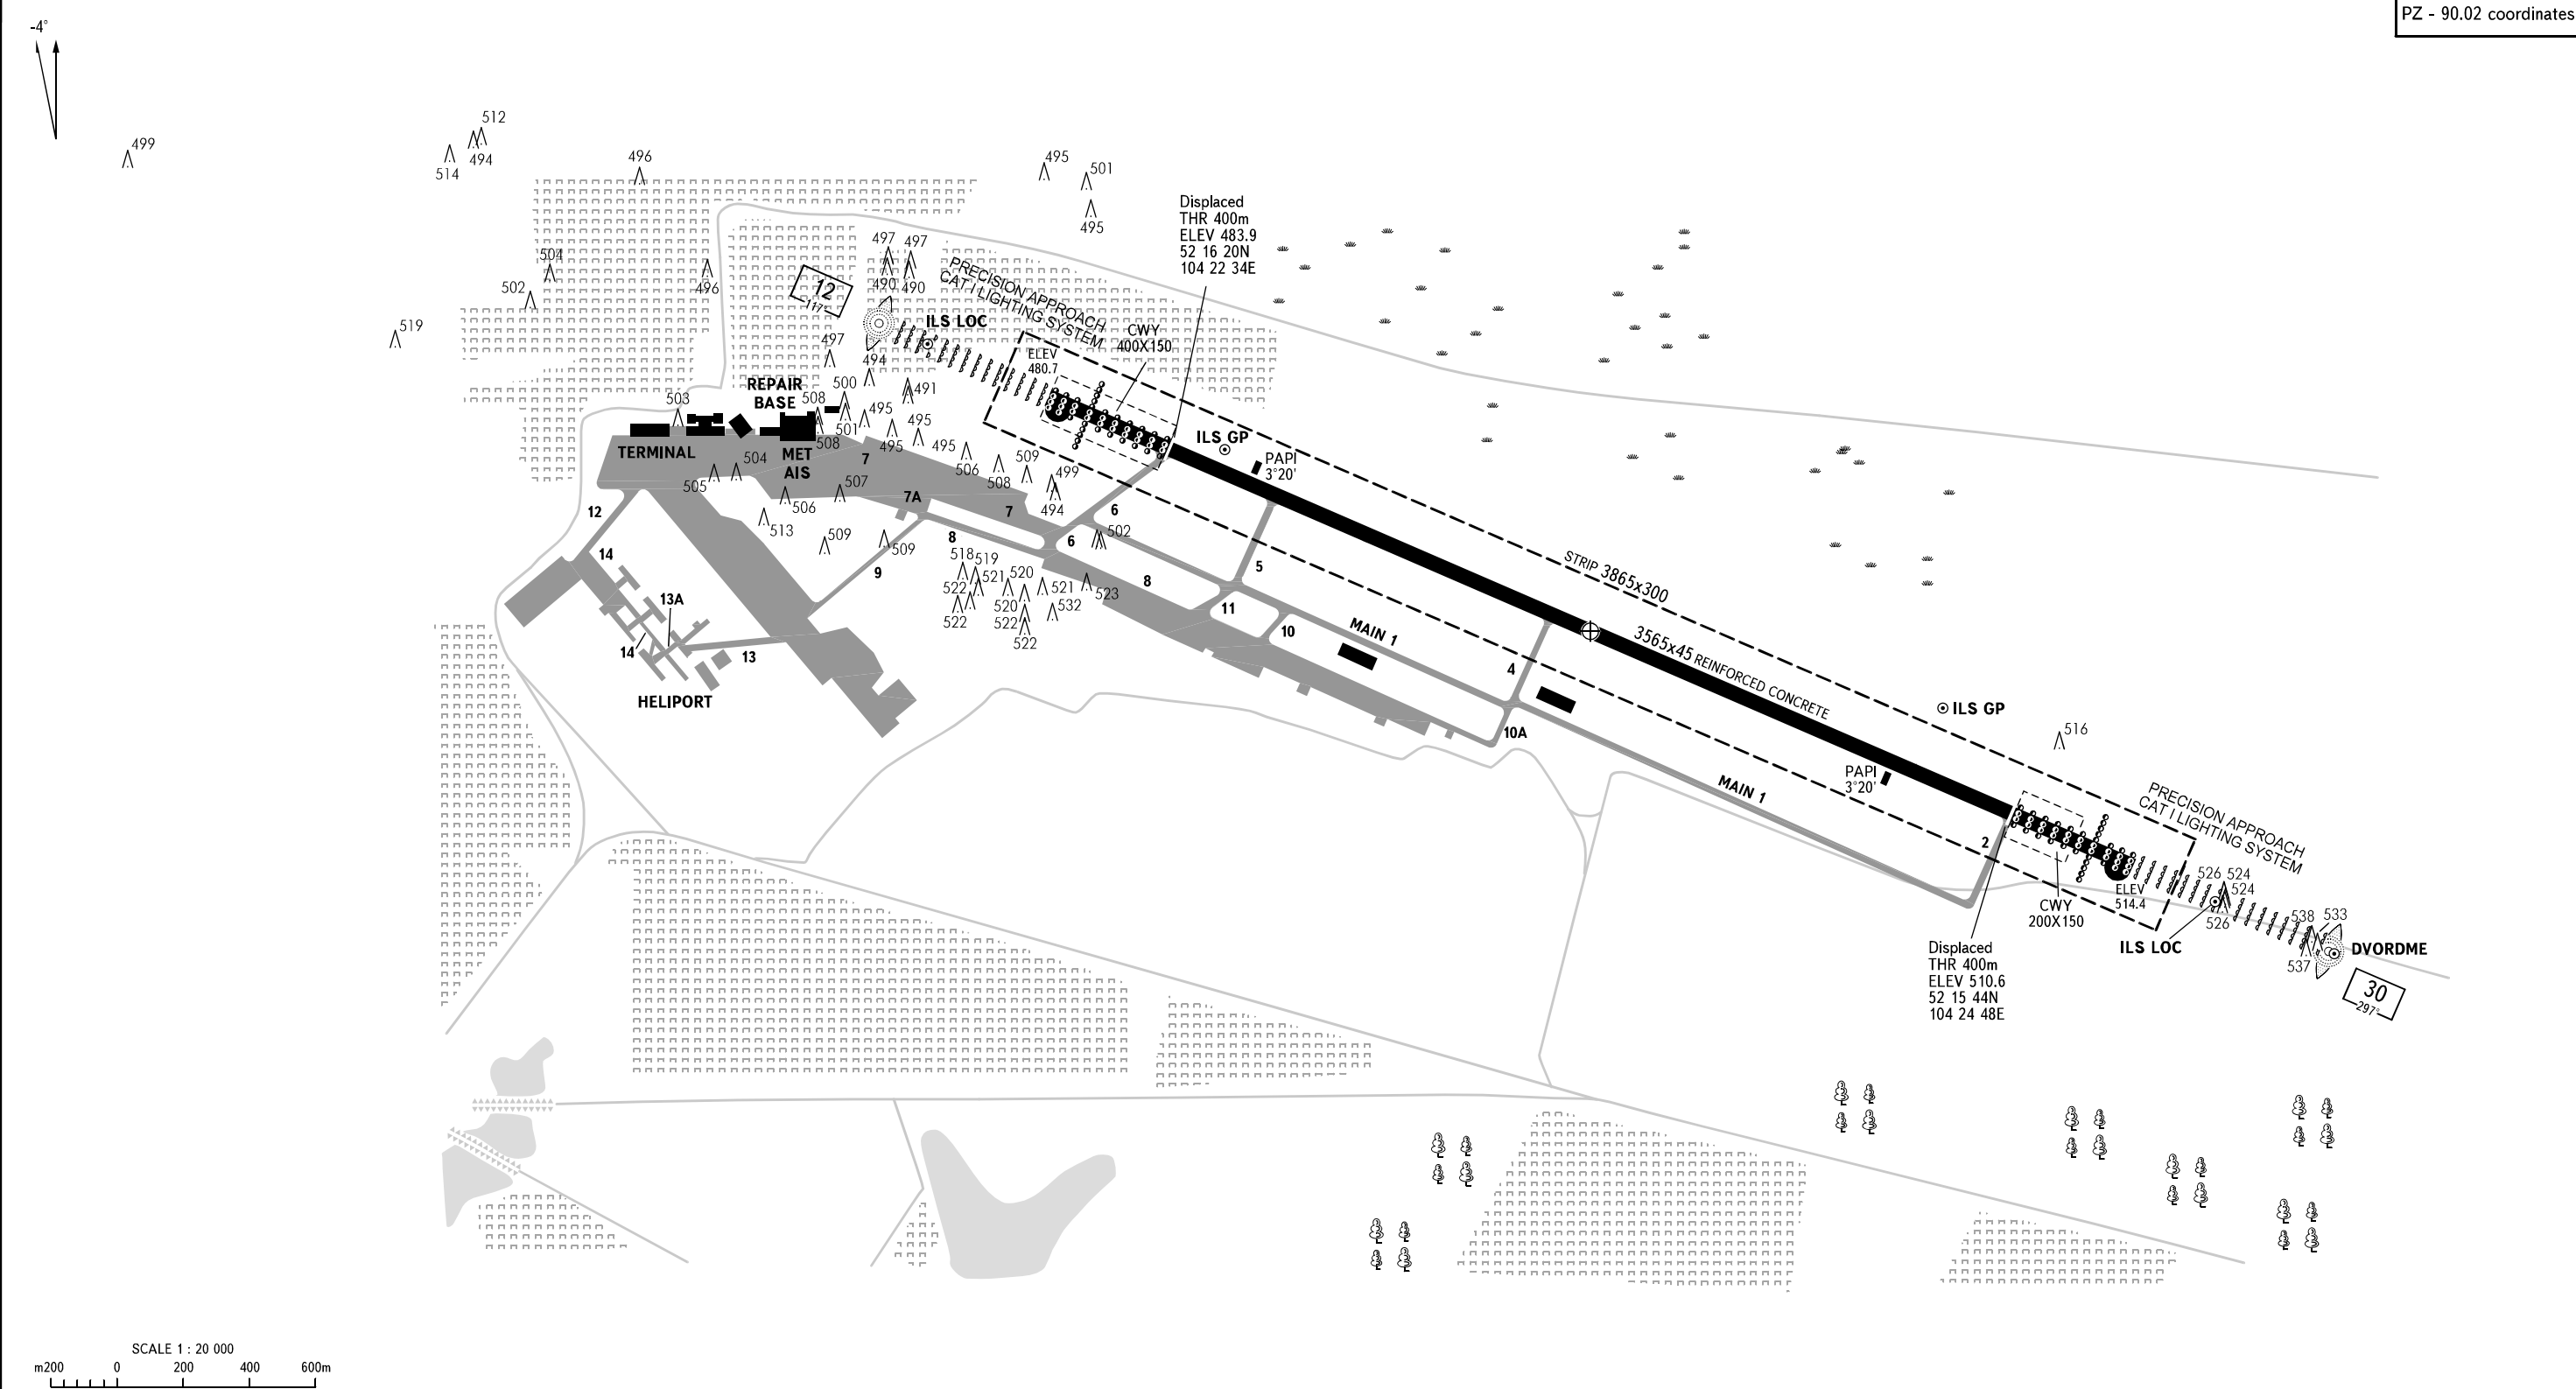 PZ - 90.02 coordinates
-4°
499
512
494
514
496
495
501
495
Displaced
THR 400m
ELEV 483.9
52 16 20N
104 22 34E
504
502
496
519
497
497
490
490
12
117°
PRECISION APPROACH
CAT I LIGHTING SYSTEM
ILS LOC
CWY
400X150
ELEV
480.7
497
494
491
REPAIR
BASE
500
508
503
501
508
495
495
495
495
TERMINAL
MET
AIS
504
505
506
507
513
509
509
7
7A
7
506
508
509
499
494
ILS GP
PAPI
3°20'
6
6
502
8
8
9
5
12
14
13A
14
13
HELIPORT
518
519
521
520
521
523
522
520
532
522
522
522
11
10
MAIN 1
4
10A
STRIP 3865x300
3565x45 REINFORCED CONCRETE
ILS GP
516
PAPI
3°20'
MAIN 1
2
PRECISION APPROACH
CAT I LIGHTING SYSTEM
ELEV
514.4
CWY
200X150
526
524
524
526
538
533
537
ILS LOC
DVORDME
30
297°
Displaced
THR 400m
ELEV 510.6
52 15 44N
104 24 48E
SCALE 1 : 20 000
m200 0 200 400 600m